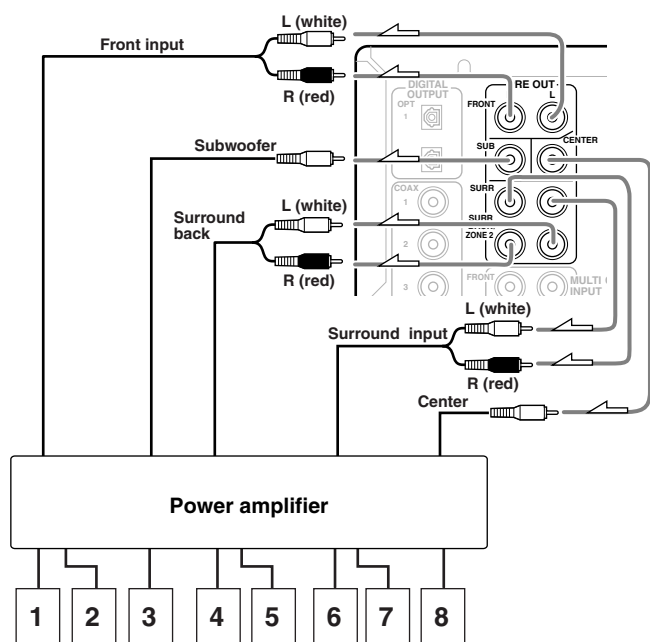 L (white)
Front input
R (red)
DIGITAL
OUTPUT
OPT
1
RE OUT
L
FRONT
Subwoofer
SUB
CENTER
COAX
1
SURR
L (white)
Surround
back
SURR
ZONE 2
2
R (red)
3
FRONT
MULTI
INPUT
L (white)
Surround input
R (red)
Center
Power amplifier
1 2 3 4 5 6 7 8